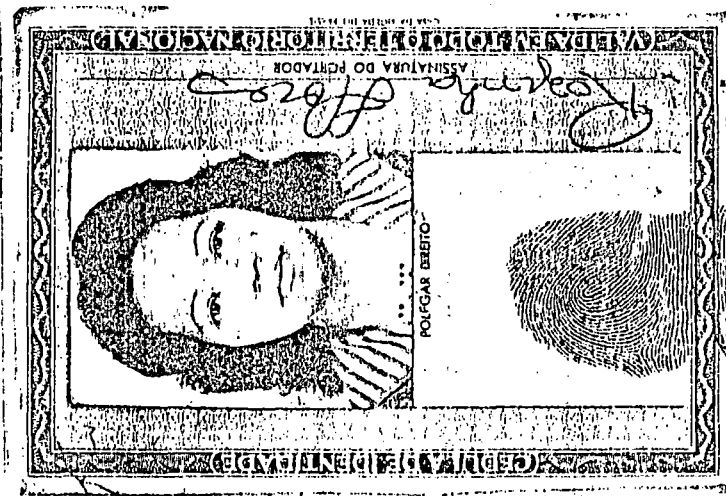 CÉDULA DE IDENTIDADE
POLEGAR DIREITO
ASSINATURA DO PORTADOR
VÁLIDA EM TODO O TERRITÓRIO NACIONAL